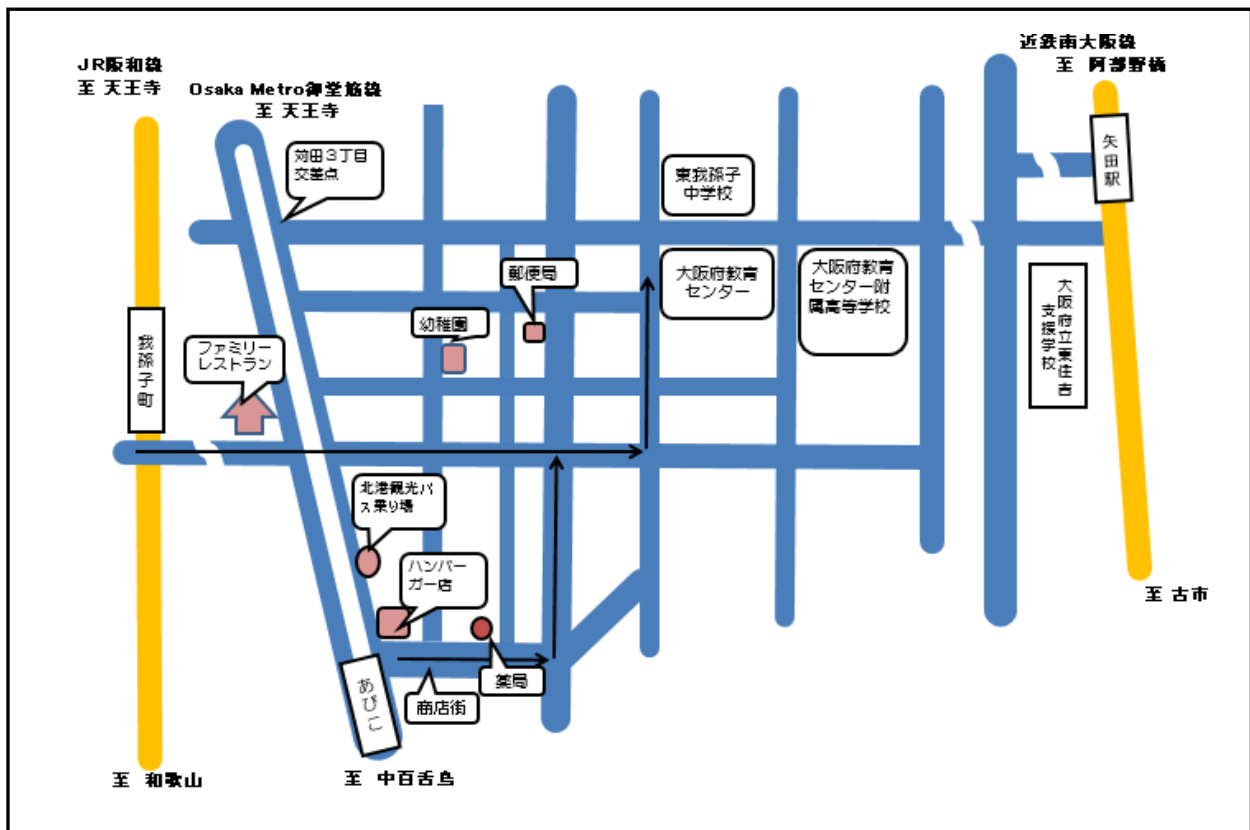 JR阪和線
至 天王寺
Osaka Metro御堂筋線
至 天王寺
近鉄南大阪線
至 阿部野橋
苅田３丁目
交差点
東我孫子
中学校
矢田駅
郵便局
大阪府教育
センター
大阪府教育
センター附
属高等学校
大阪府立東住吉
支援学校
幼稚園
我孫子町
ファミリー
レストラン
北港観光バ
ス乗り場
ハンバー
ガー店
薬局
商店街
あびこ
至 古市
至 和歌山
至 中百舌鳥